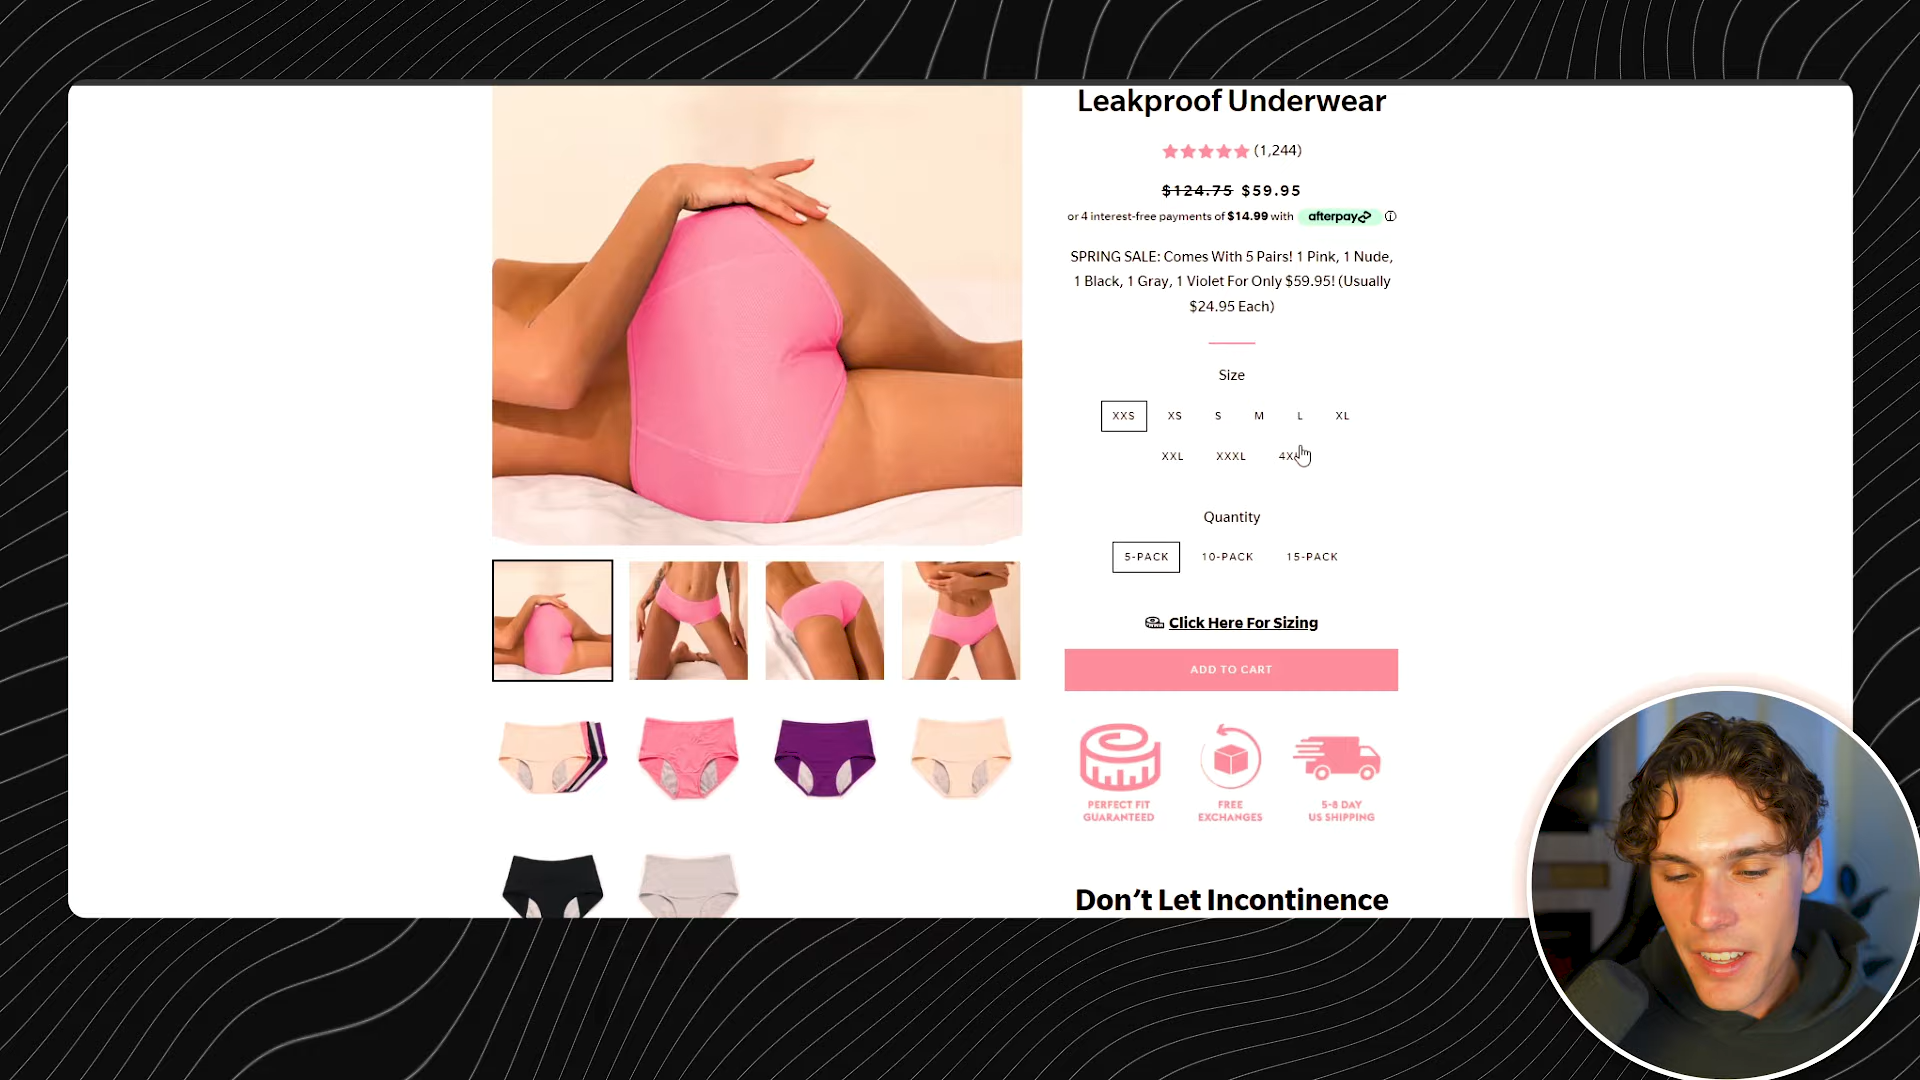 Leakproof Underwear
(1,244)
$124.75 $59.95
or 4 interest-free payments of $14.99 with afterpay
SPRING SALE: Comes With 5 Pairs! 1 Pink, 1 Nude,
1 Black, 1 Gray, 1 Violet For Only $59.95! (Usually
$24.95 Each)
Size
XXS XS S M L XL
XXL XXXL
Quantity
5-PACK 10-PACK 15-PACK
Click Here For Sizing
ADD TO CART
PERFECT FIT
GUARANTEED
FREE
EXCHANGES
5-8 DAY
US SHIPPING
Don’t Let Incontinence